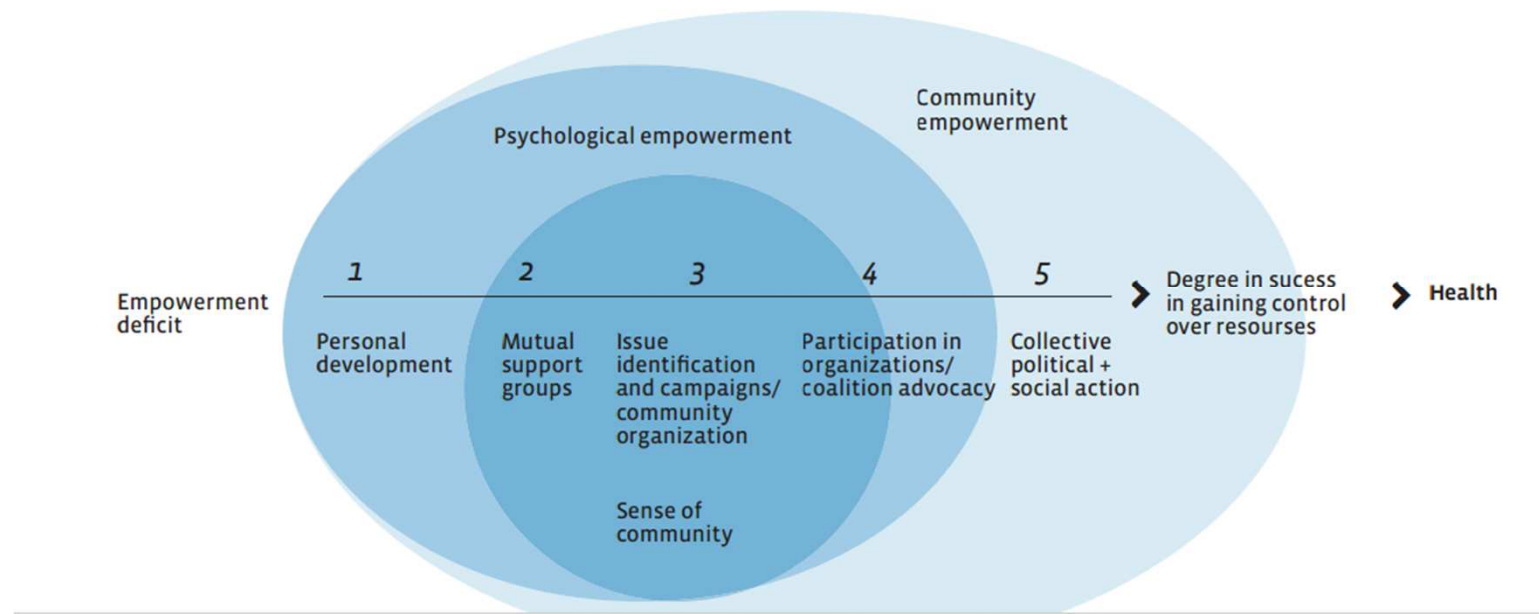 Community
empowerment
Psychological empowerment
1
2
3
4
5
Empowerment
deficit
Personal
development
Mutual
support
groups
Issue
identification
and campaigns/
community
organization
Participation in
organizations/
coalition advocacy
Collective
political +
social action
Degree in sucess
in gaining control
over resourses
Health
Sense of
community